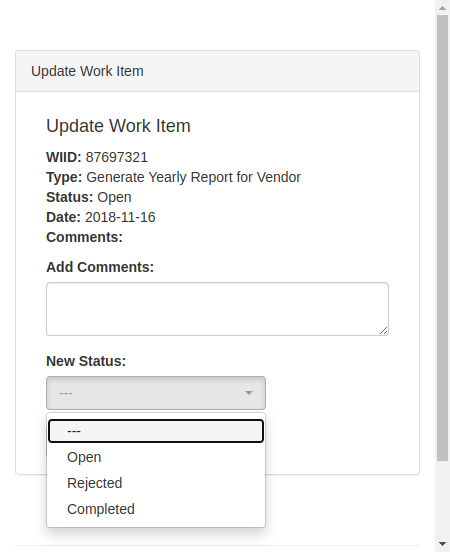 Update Work Item
Update Work Item
WIID: 87697321
Type: Generate Yearly Report for Vendor
Status: Open
Date: 2018-11-16
Comments:
Add Comments:
New Status:
---
---
Open
Rejected
Completed